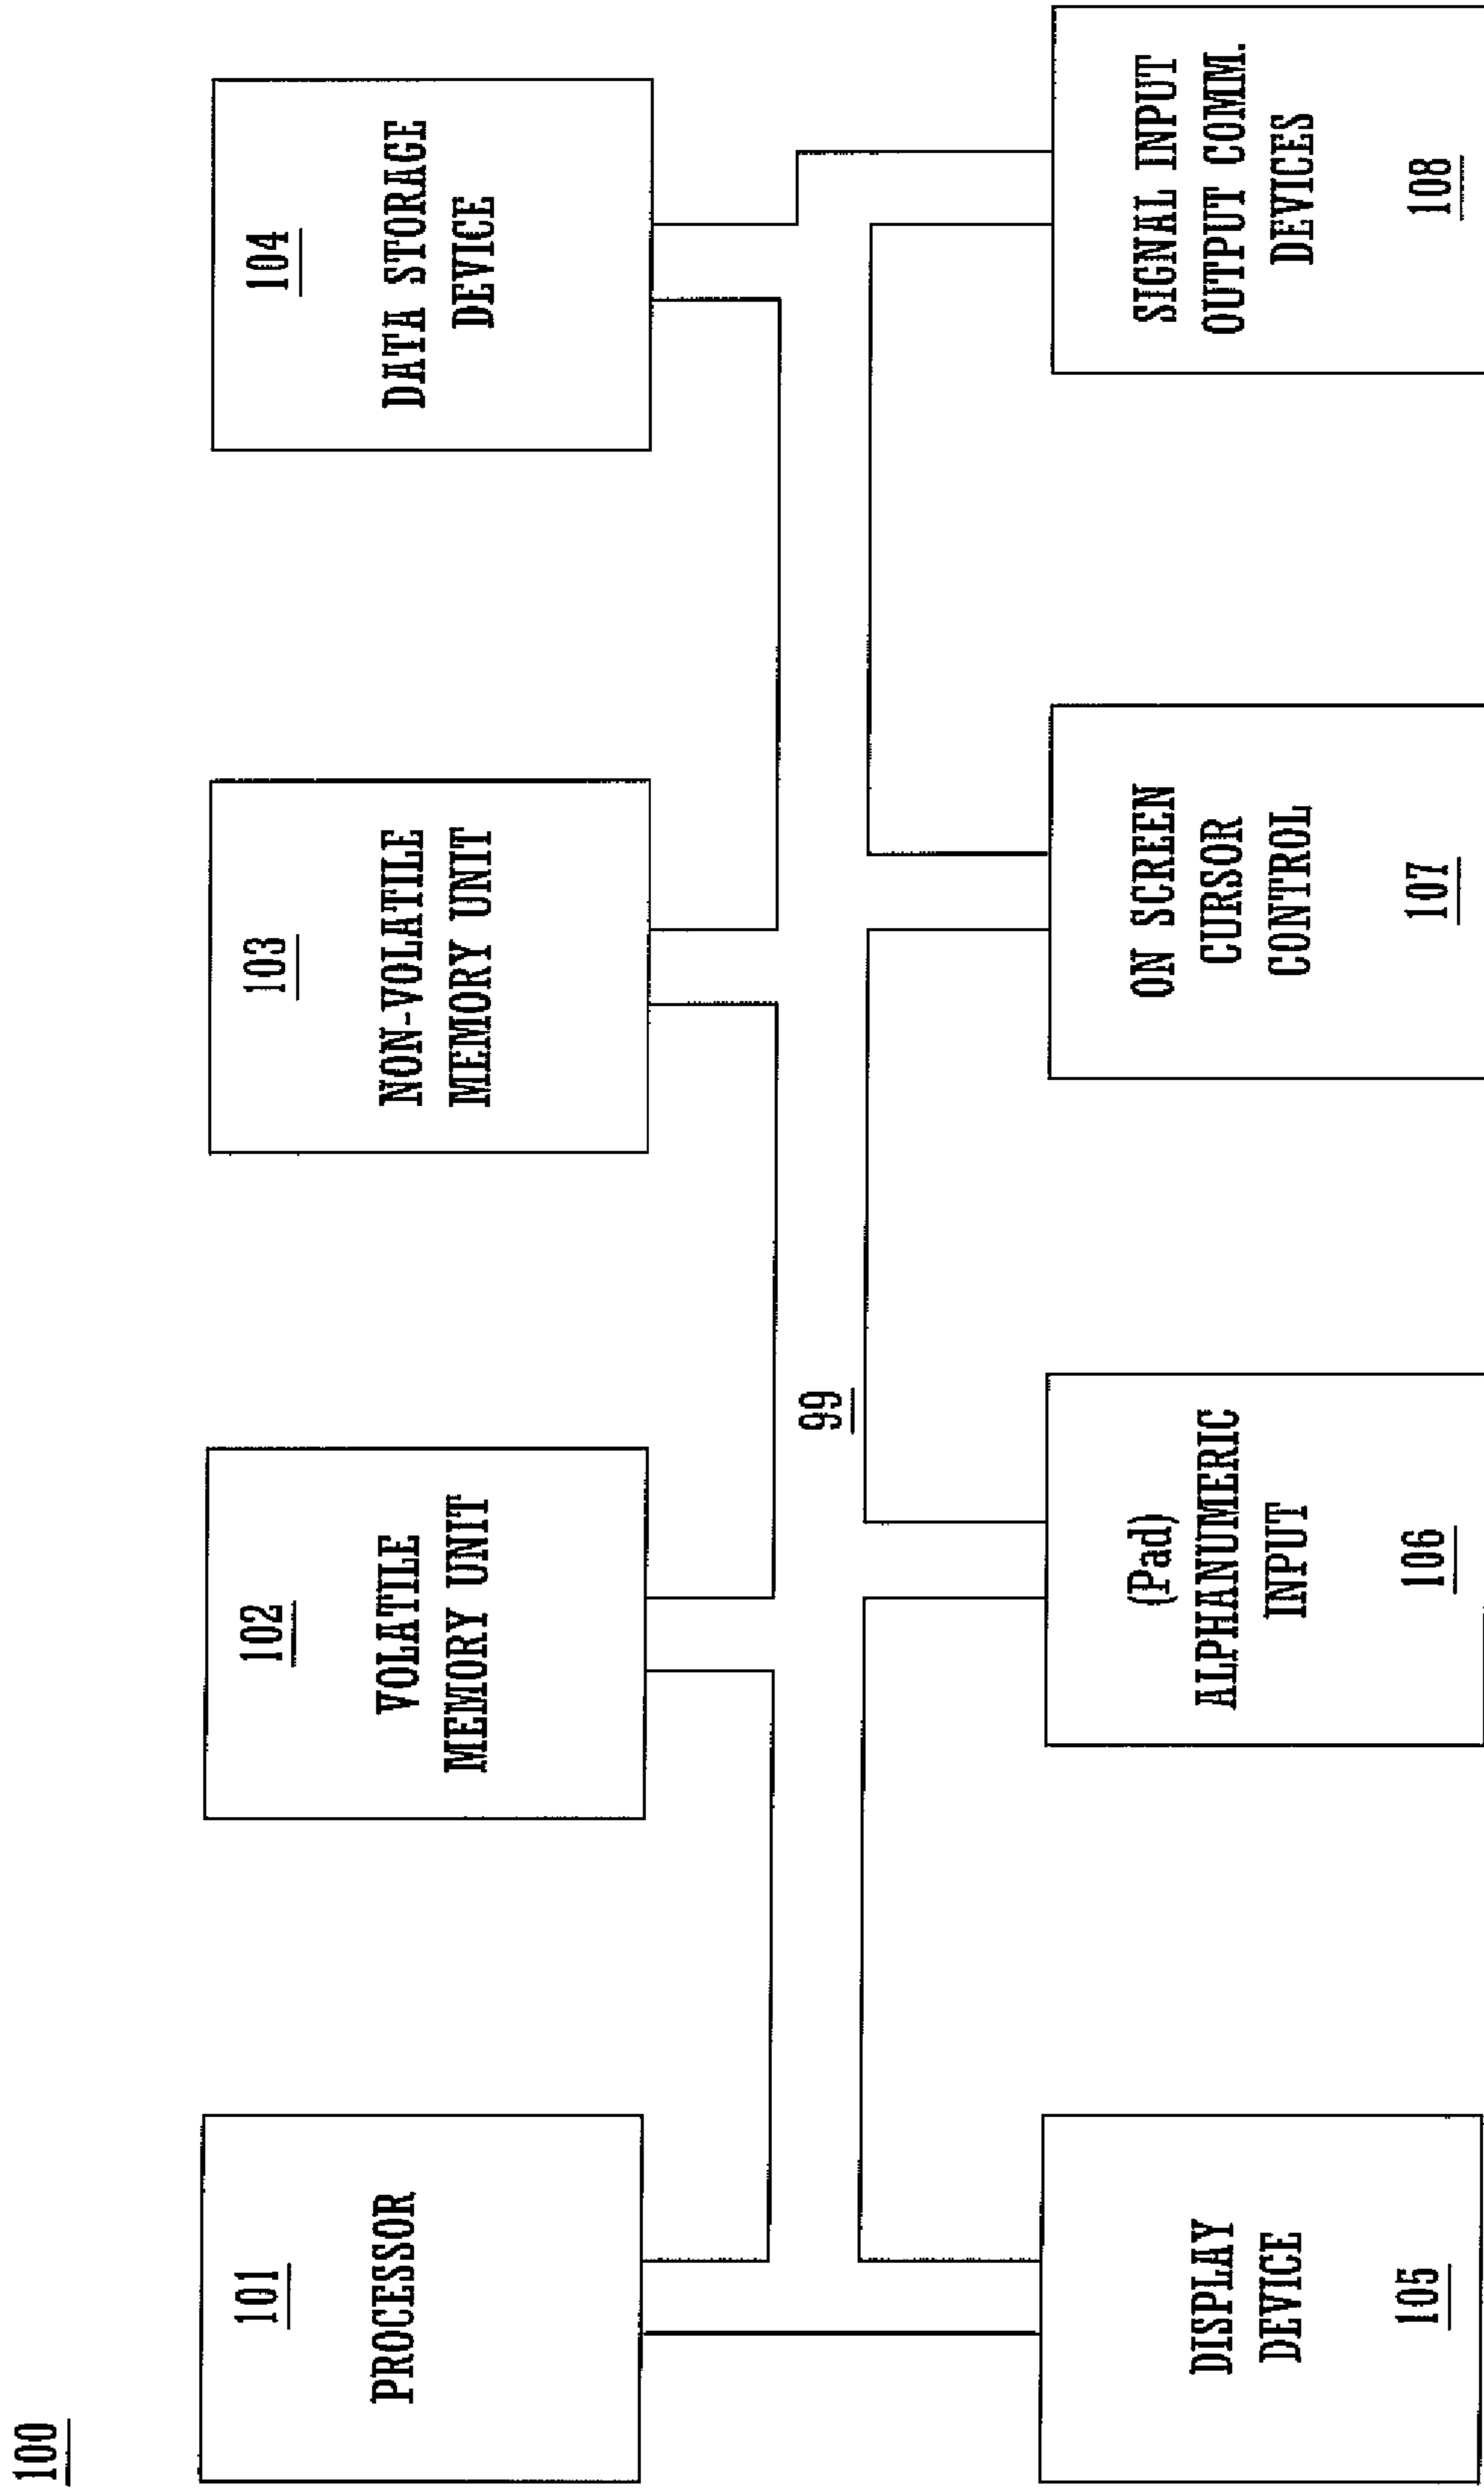 100
101
PROCESSOR
102
VOLATILE
MEMORY UNIT
103
NON-VOLATILE
MEMORY UNIT
104
DATA STORAGE
DEVICE
99
DISPLAY
DEVICE
105
(Pad)
ALPHANUMERIC
INPUT
106
ON SCREEN
CURSOR
CONTROL
107
SIGNAL INPUT
OUTPUT COMM.
DEVICES
108